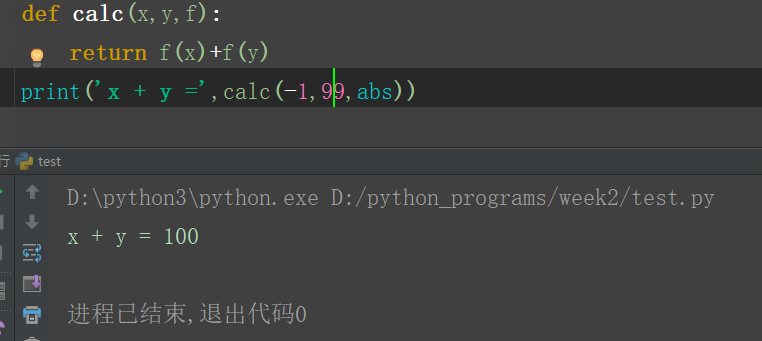 def calc(x,y,f):
return f(x)+f(y)
print('x + y =',calc(-1,99,abs))
行 test
D:\python3\python.exe D:/python_programs/week2/test.py
x + y = 100
进程已结束,退出代码0